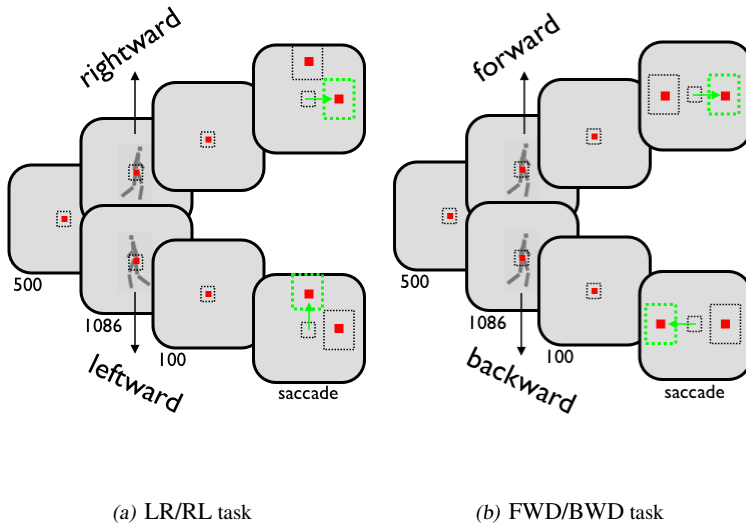 rightward
500
1086
100
leftward
saccade
(a) LR/RL task
forward
500
1086
100
backward
saccade
(b) FWD/BWD task